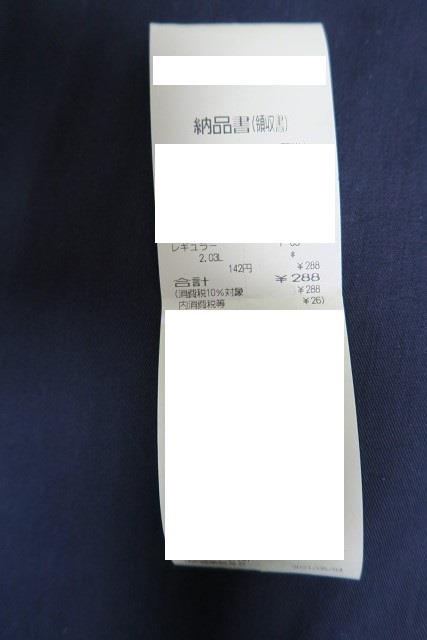 納品書(領収書)
レギュラー
2.03L *
142円 ¥288
合計 ¥288
(消費税10%対象 ¥288
内消費税等 ¥26)